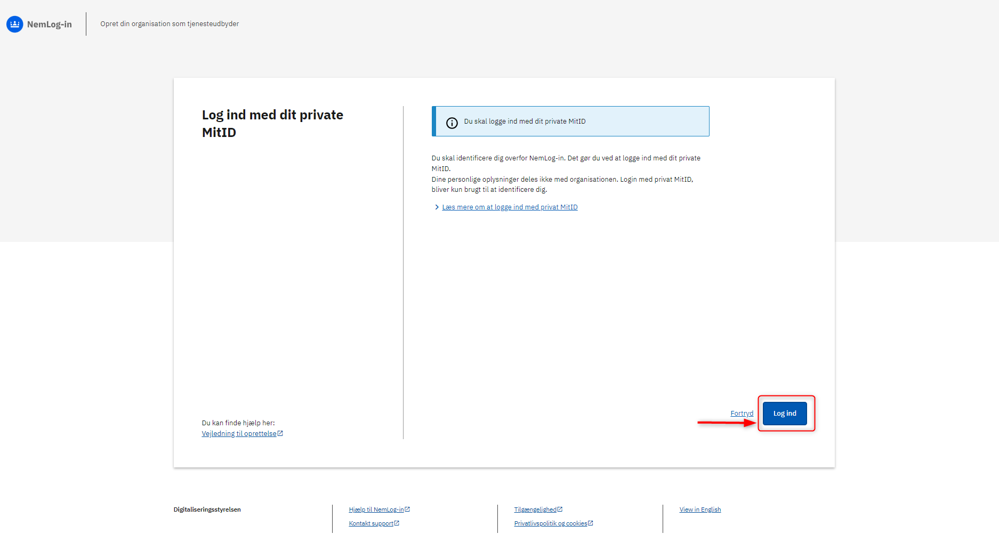 NemLog-in
Opret din organisation som tjenesteudbyder
Log ind med dit private
MitID
Du skal logge ind med dit private MitID
Du skal identificere dig overfor NemLog-in. Det gør du ved at logge ind med dit private
MitID.
Dine personlige oplysninger deles ikke med organisationen. Login med privat MitID,
bliver kun brugt til at identificere dig.
Læs mere om at logge ind med privat MitID
Fortryd
Log ind
Du kan finde hjælp her:
Vejledning til oprettelse
Digitaliseringsstyrelsen
Hjælp til NemLog-in
Kontakt support
Tilgængelighed
Privatlivspolitik og cookies
View in English